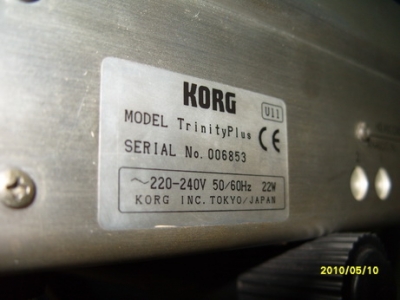 KORG
U11
MODEL TrinityPlus
CE
SERIAL No. 006853
~220-240V 50/60Hz 22W
KORG INC. TOKYO/JAPAN
2010/05/10